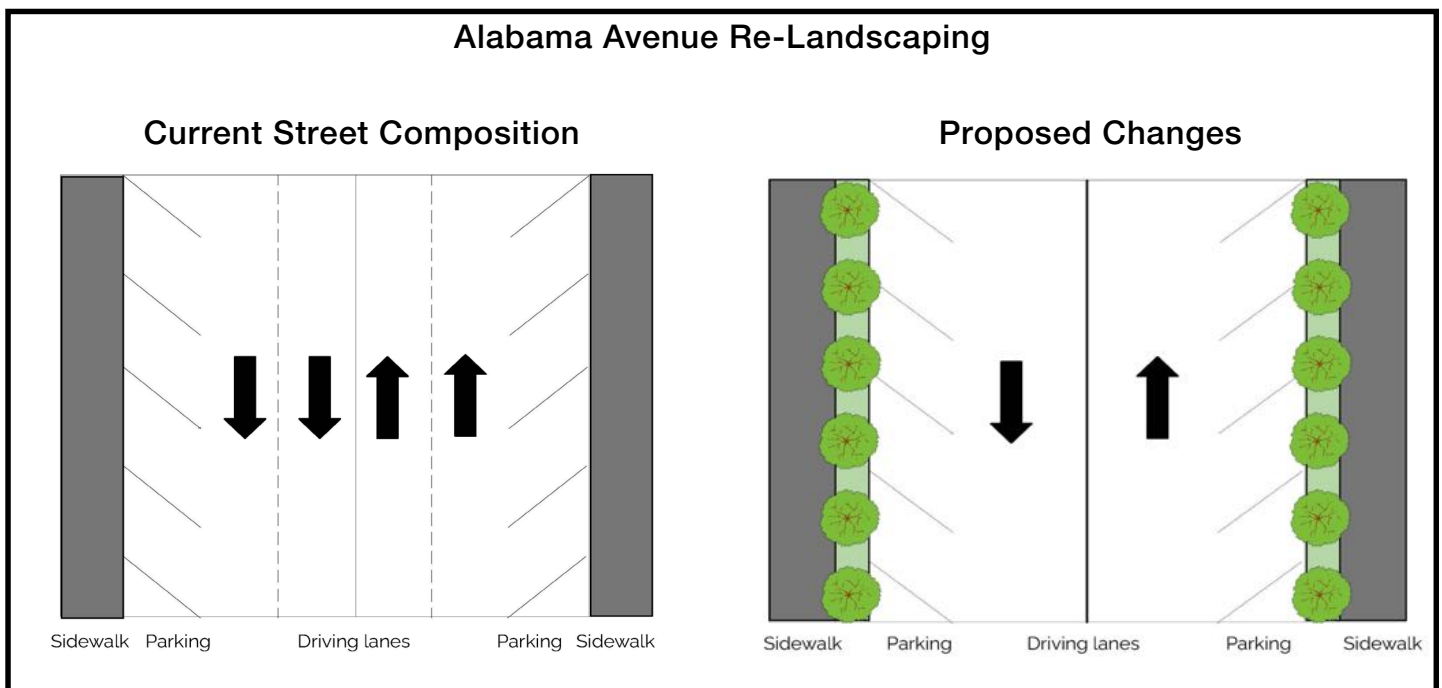 Alabama Avenue Re-Landscaping
Current Street Composition
Sidewalk Parking Driving lanes Parking Sidewalk
Proposed Changes
Sidewalk Parking Driving lanes Parking Sidewalk